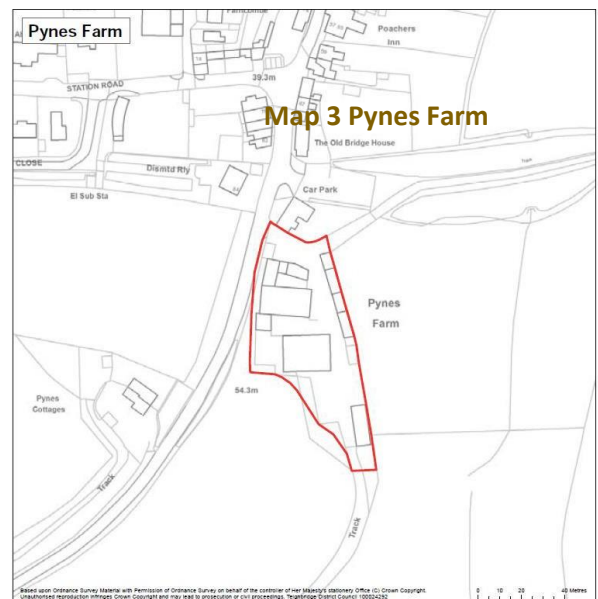 Pynes Farm
Poachers
Inn
39.3m
STATION ROAD
Map 3 Pynes Farm
The Old Bridge House
Track
CLOSE
Dismtd Rly
El Sub Sta
Car Park
Pynes
Farm
54.3m
Pynes
Cottages
Track
Track
Based upon Ordnance Survey Material with Permission of Ordnance Survey on behalf of the controller of Her Majesty's stationery Office (C) Crown Copyright.
Unauthorised reproduction infringes Crown Copyright and may lead to prosecution or civil proceedings. Teignbridge District Council 100024292
0 10 20 40 Metres